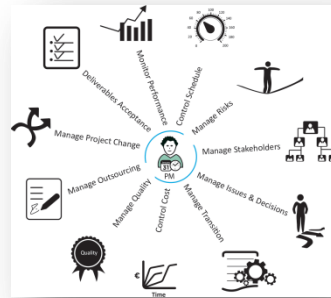 Monitor Performance
Control Schedule
Deliverables Acceptance
Manage Risks
Manage Project Change
Manage Stakeholders
31
PM
Manage Outsourcing
Manage Issues & Decisions
Manage Quality
Control Cost
Manage Transition
Quality
€
Time